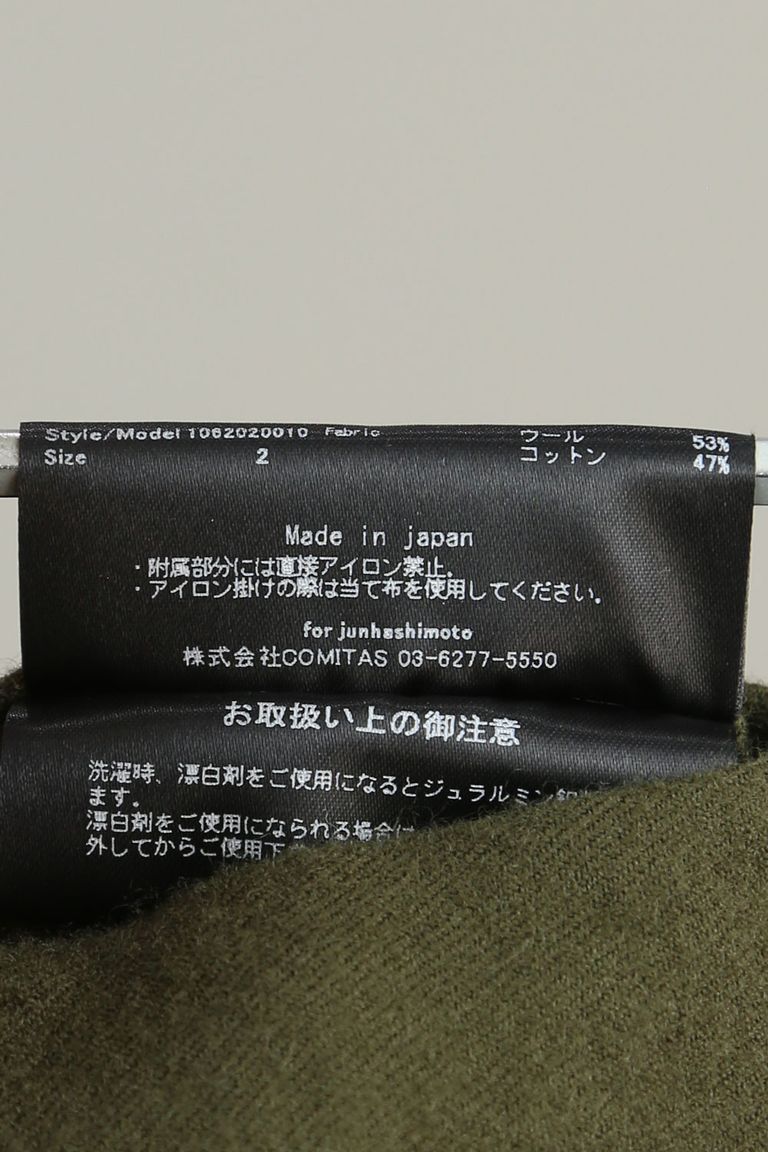 Style/Model 1062020010 Fabric ウール 53%
Size 2 コットン 47%
Made in japan
・附属部分には直接アイロン禁止。
・アイロン掛けの際は当て布を使用してください。
for junhashimoto
株式会社COMITAS 03-6277-5550
お取扱い上の御注意
洗濯時、漂白剤をご使用になるとジュラルミン
ます。
漂白剤をご使用になられる場合は
外してからご使用下